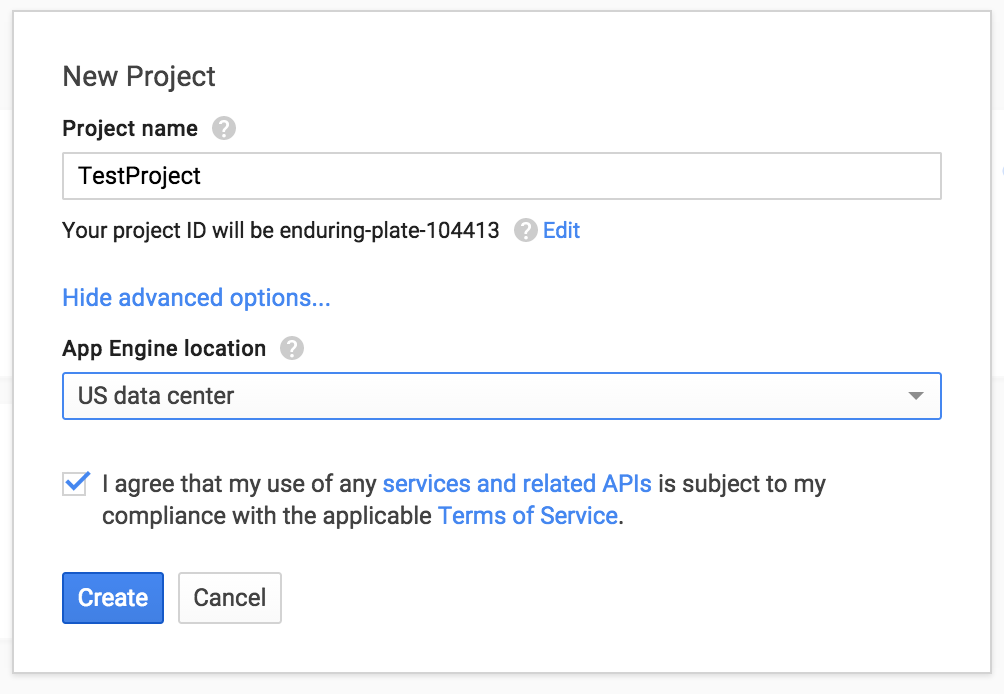 New Project
Project name ?
TestProject
Your project ID will be enduring-plate-104413 ? Edit
Hide advanced options...
App Engine location ?
US data center
I agree that my use of any services and related APIs is subject to my
compliance with the applicable Terms of Service.
Create Cancel